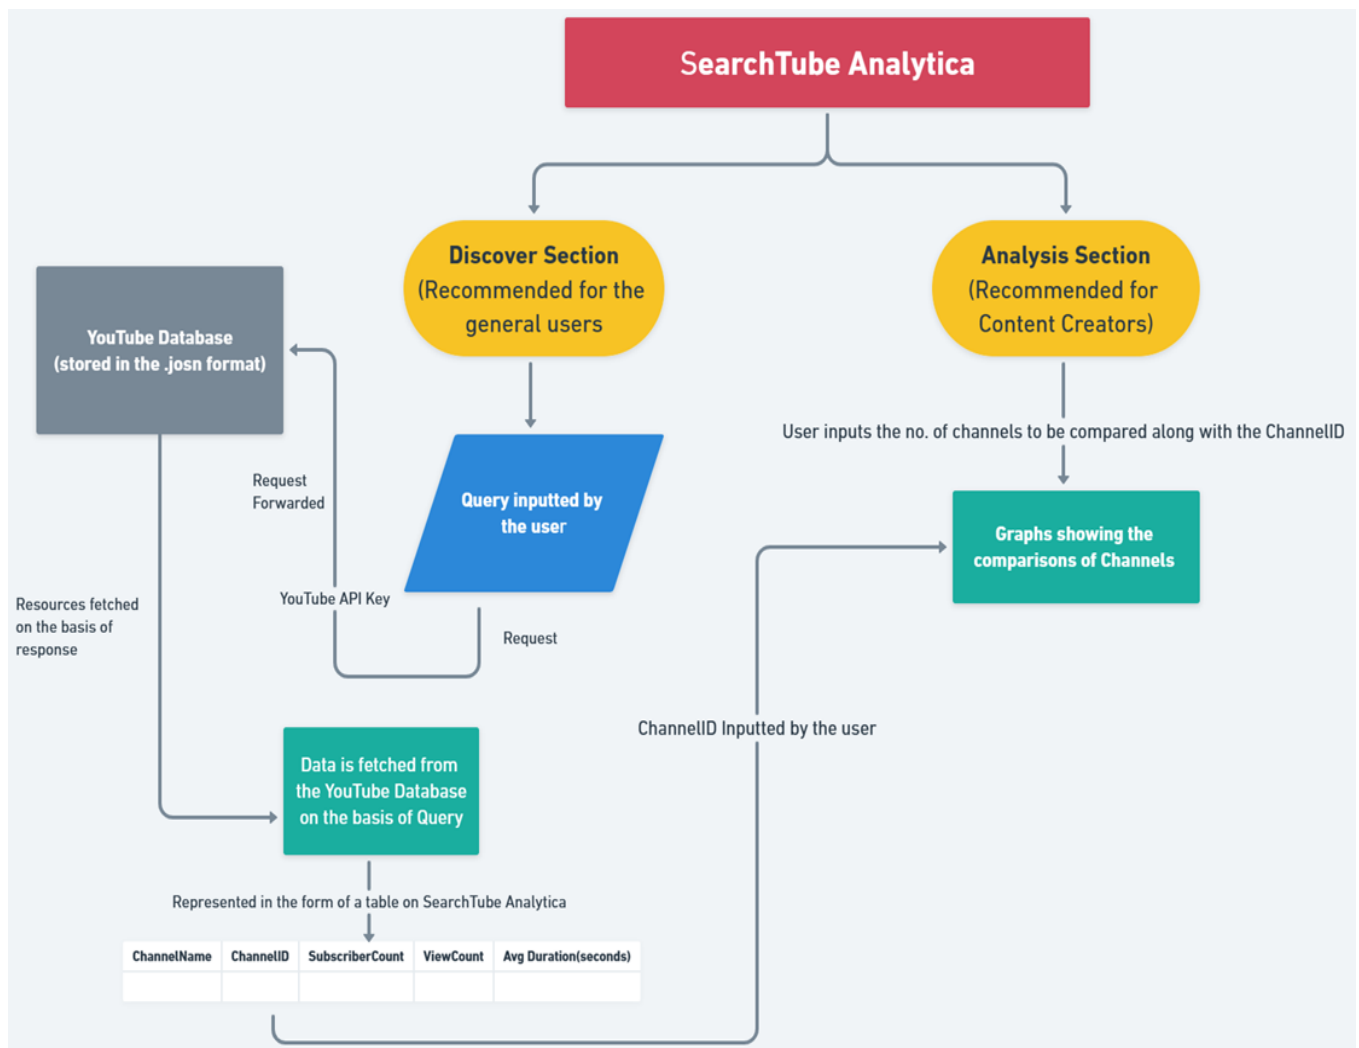 SearchTube Analytica
Discover Section
(Recommended for the
general users
Analysis Section
(Recommended for
Content Creators)
YouTube Database
(stored in the .josn format)
User inputs the no. of channels to be compared along with the ChannelID
Request
Forwarded
Query inputted by
the user
Graphs showing the
comparisons of Channels
YouTube API Key
Resources fetched
on the basis of
response
Request
ChannelID Inputted by the user
Data is fetched from
the YouTube Database
on the basis of Query
Represented in the form of a table on SearchTube Analytica
ChannelName ChannelID SubscriberCount ViewCount Avg Duration(seconds)